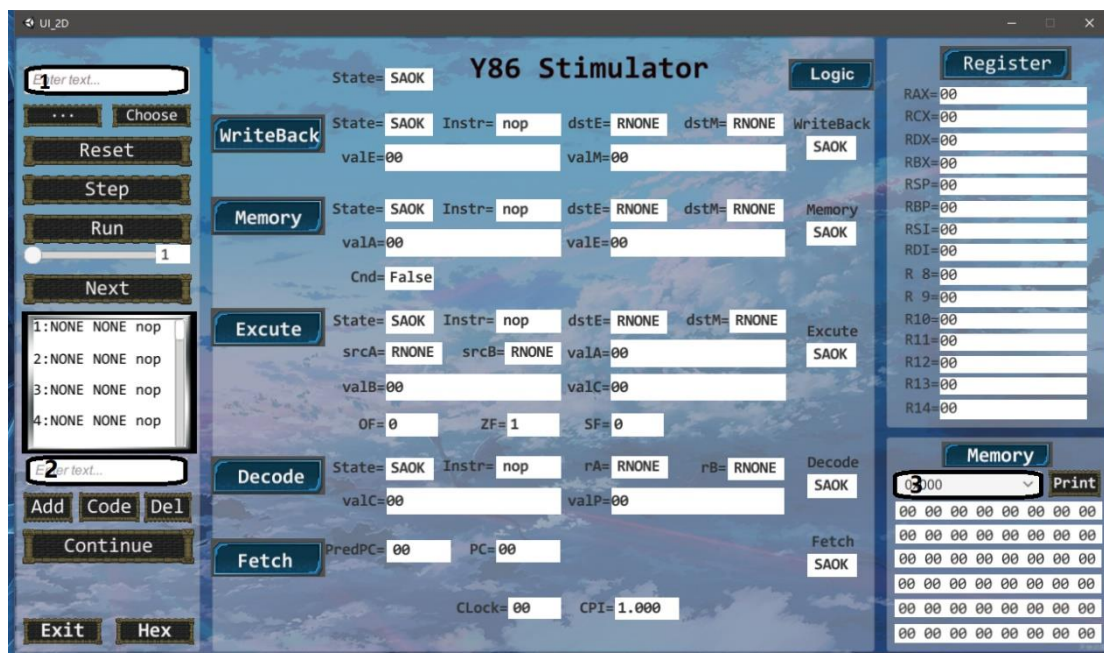 UI_2D
1 Enter text...
... Choose
Reset
Step
Run
1
Next
1:NONE NONE nop
2:NONE NONE nop
3:NONE NONE nop
4:NONE NONE nop
2 Enter text...
Add Code Del
Continue
Exit Hex
Y86 Stimulator
State= SAOK
Logic
WriteBack State= SAOK Instr= nop dstE= RNONE dstM= RNONE WriteBack
valE=00 valM=00 SAOK
Memory State= SAOK Instr= nop dstE= RNONE dstM= RNONE Memory
valA=00 valE=00 SAOK
Cnd= False
Excute State= SAOK Instr= nop dstE= RNONE dstM= RNONE Excute
srcA= RNONE srcB= RNONE valA=00 SAOK
valB=00 valC=00
OF= 0 ZF= 1 SF= 0
Decode State= SAOK Instr= nop rA= RNONE rB= RNONE Decode
valC=00 valP=00 SAOK
Fetch PredPC= 00 PC= 00 Fetch
SAOK
CLock= 00 CPI= 1.000
Register
RAX=00
RCX=00
RDX=00
RBX=00
RSP=00
RBP=00
RSI=00
RDI=00
R 8=00
R 9=00
R10=00
R11=00
R12=00
R13=00
R14=00
Memory
3 0x000 Print
00 00 00 00 00 00 00 00
00 00 00 00 00 00 00 00
00 00 00 00 00 00 00 00
00 00 00 00 00 00 00 00
00 00 00 00 00 00 00 00
00 00 00 00 00 00 00 00